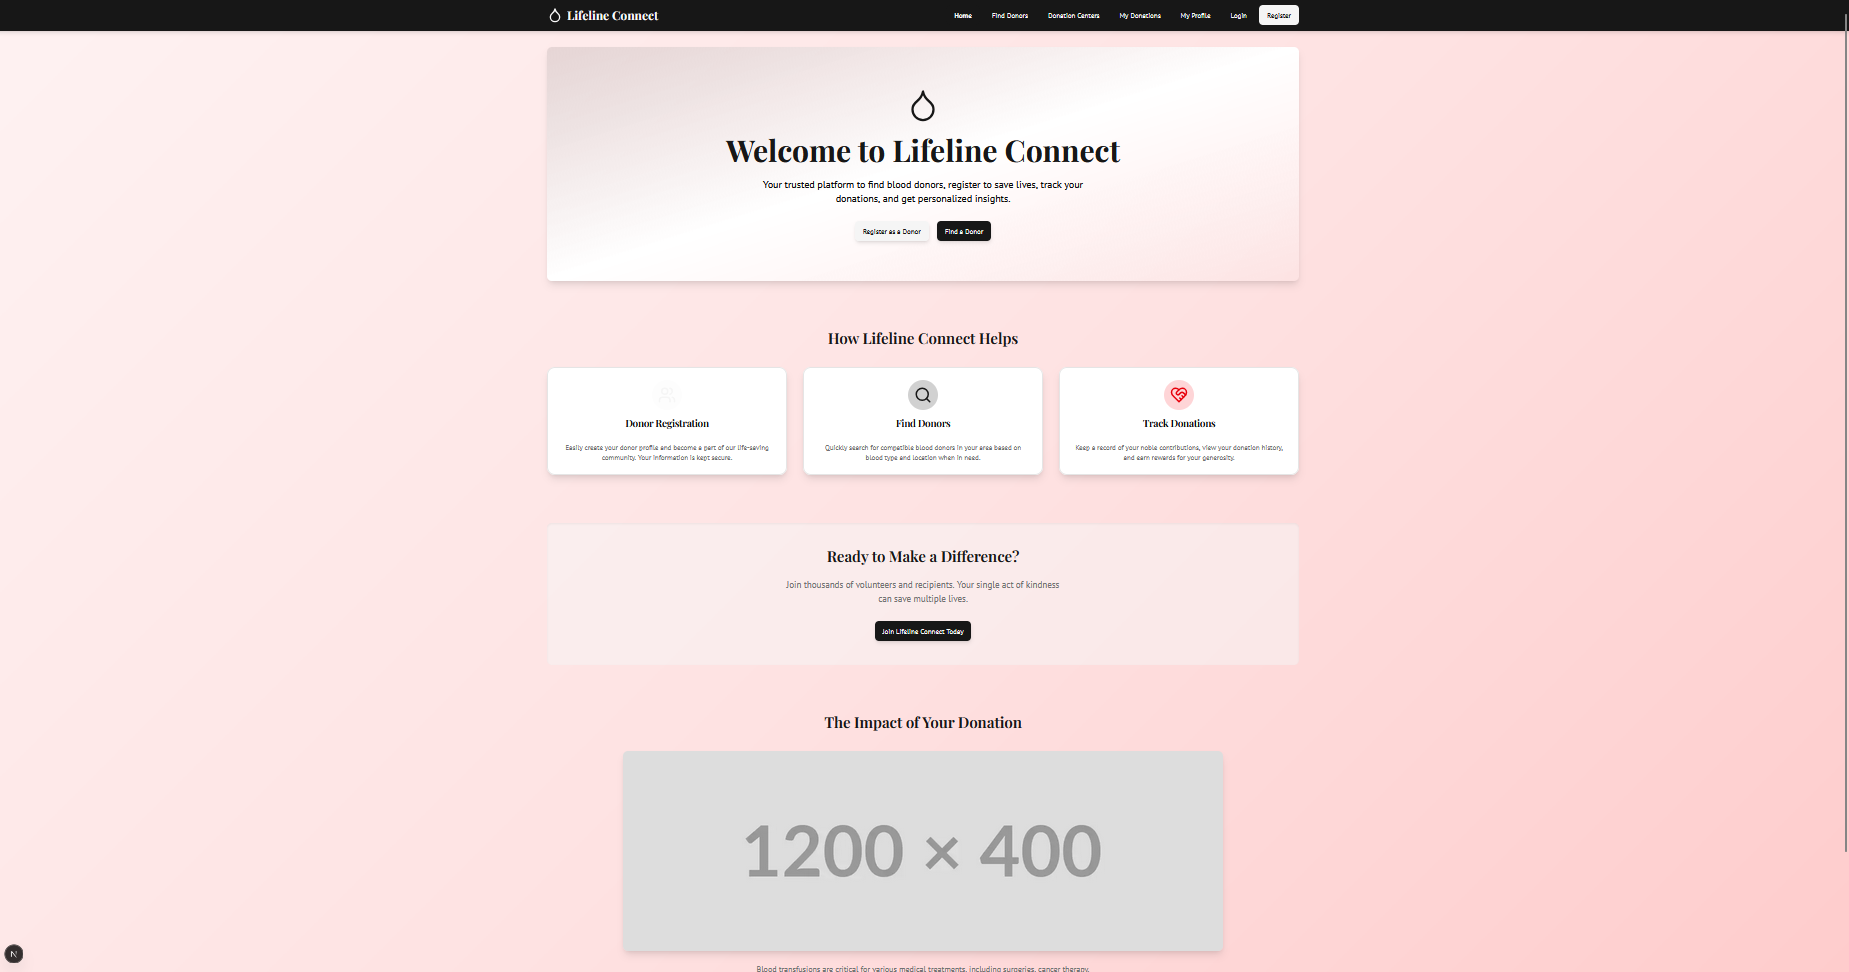 Lifeline Connect
Home Find Donors Donation Centers My Donations My Profile Login Register
Welcome to Lifeline Connect
Your trusted platform to find blood donors, register to save lives, track your
donations, and get personalized insights.
Register as a Donor Find a Donor
How Lifeline Connect Helps
Donor Registration
Easily create your donor profile and become a part of our life-saving
community. Your information is kept secure.
Find Donors
Quickly search for compatible blood donors in your area based on
blood type and location when in need.
Track Donations
Keep a record of your noble contributions, view your donation history,
and earn rewards for your generosity.
Ready to Make a Difference?
Join thousands of volunteers and recipients. Your single act of kindness
can save multiple lives.
Join Lifeline Connect Today
The Impact of Your Donation
1200 × 400
N
Blood transfusions are critical for various medical treatments, including surgeries, cancer therapy,